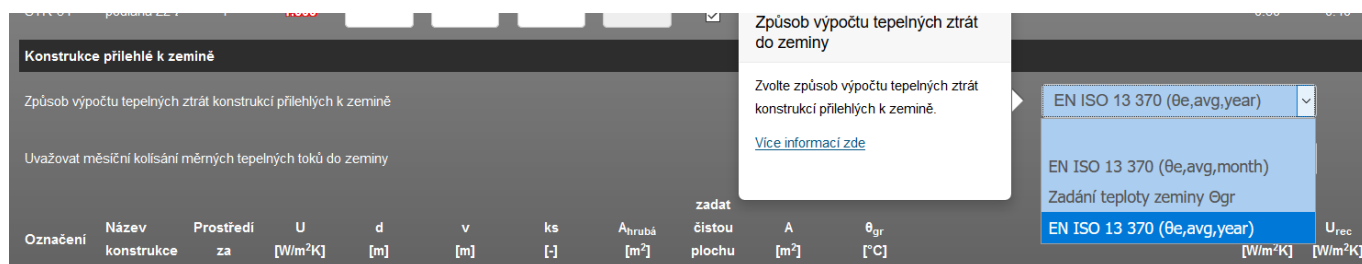 Způsob výpočtu tepelných ztrát
do zeminy
Konstrukce přilehlé k zemině
Zvolte způsob výpočtu tepelných ztrát
konstrukcí přilehlých k zemině.
Více informací zde
Způsob výpočtu tepelných ztrát konstrukcí přilehlých k zemině
EN ISO 13 370 (θe,avg,year)
Uvažovat měsíční kolísání měrných tepelných toků do zeminy
EN ISO 13 370 (θe,avg,month)
Zadání teploty zeminy Θgr
EN ISO 13 370 (θe,avg,year)
Označení
Název
konstrukce
Prostředí
za
U
[W/m²K]
d
[m]
v
[m]
ks
[-]
Ahrubá
[m²]
zadat
čistou
plochu
A
[m²]
θgr
[°C]
[W/m²K]
Urec
[W/m²K]